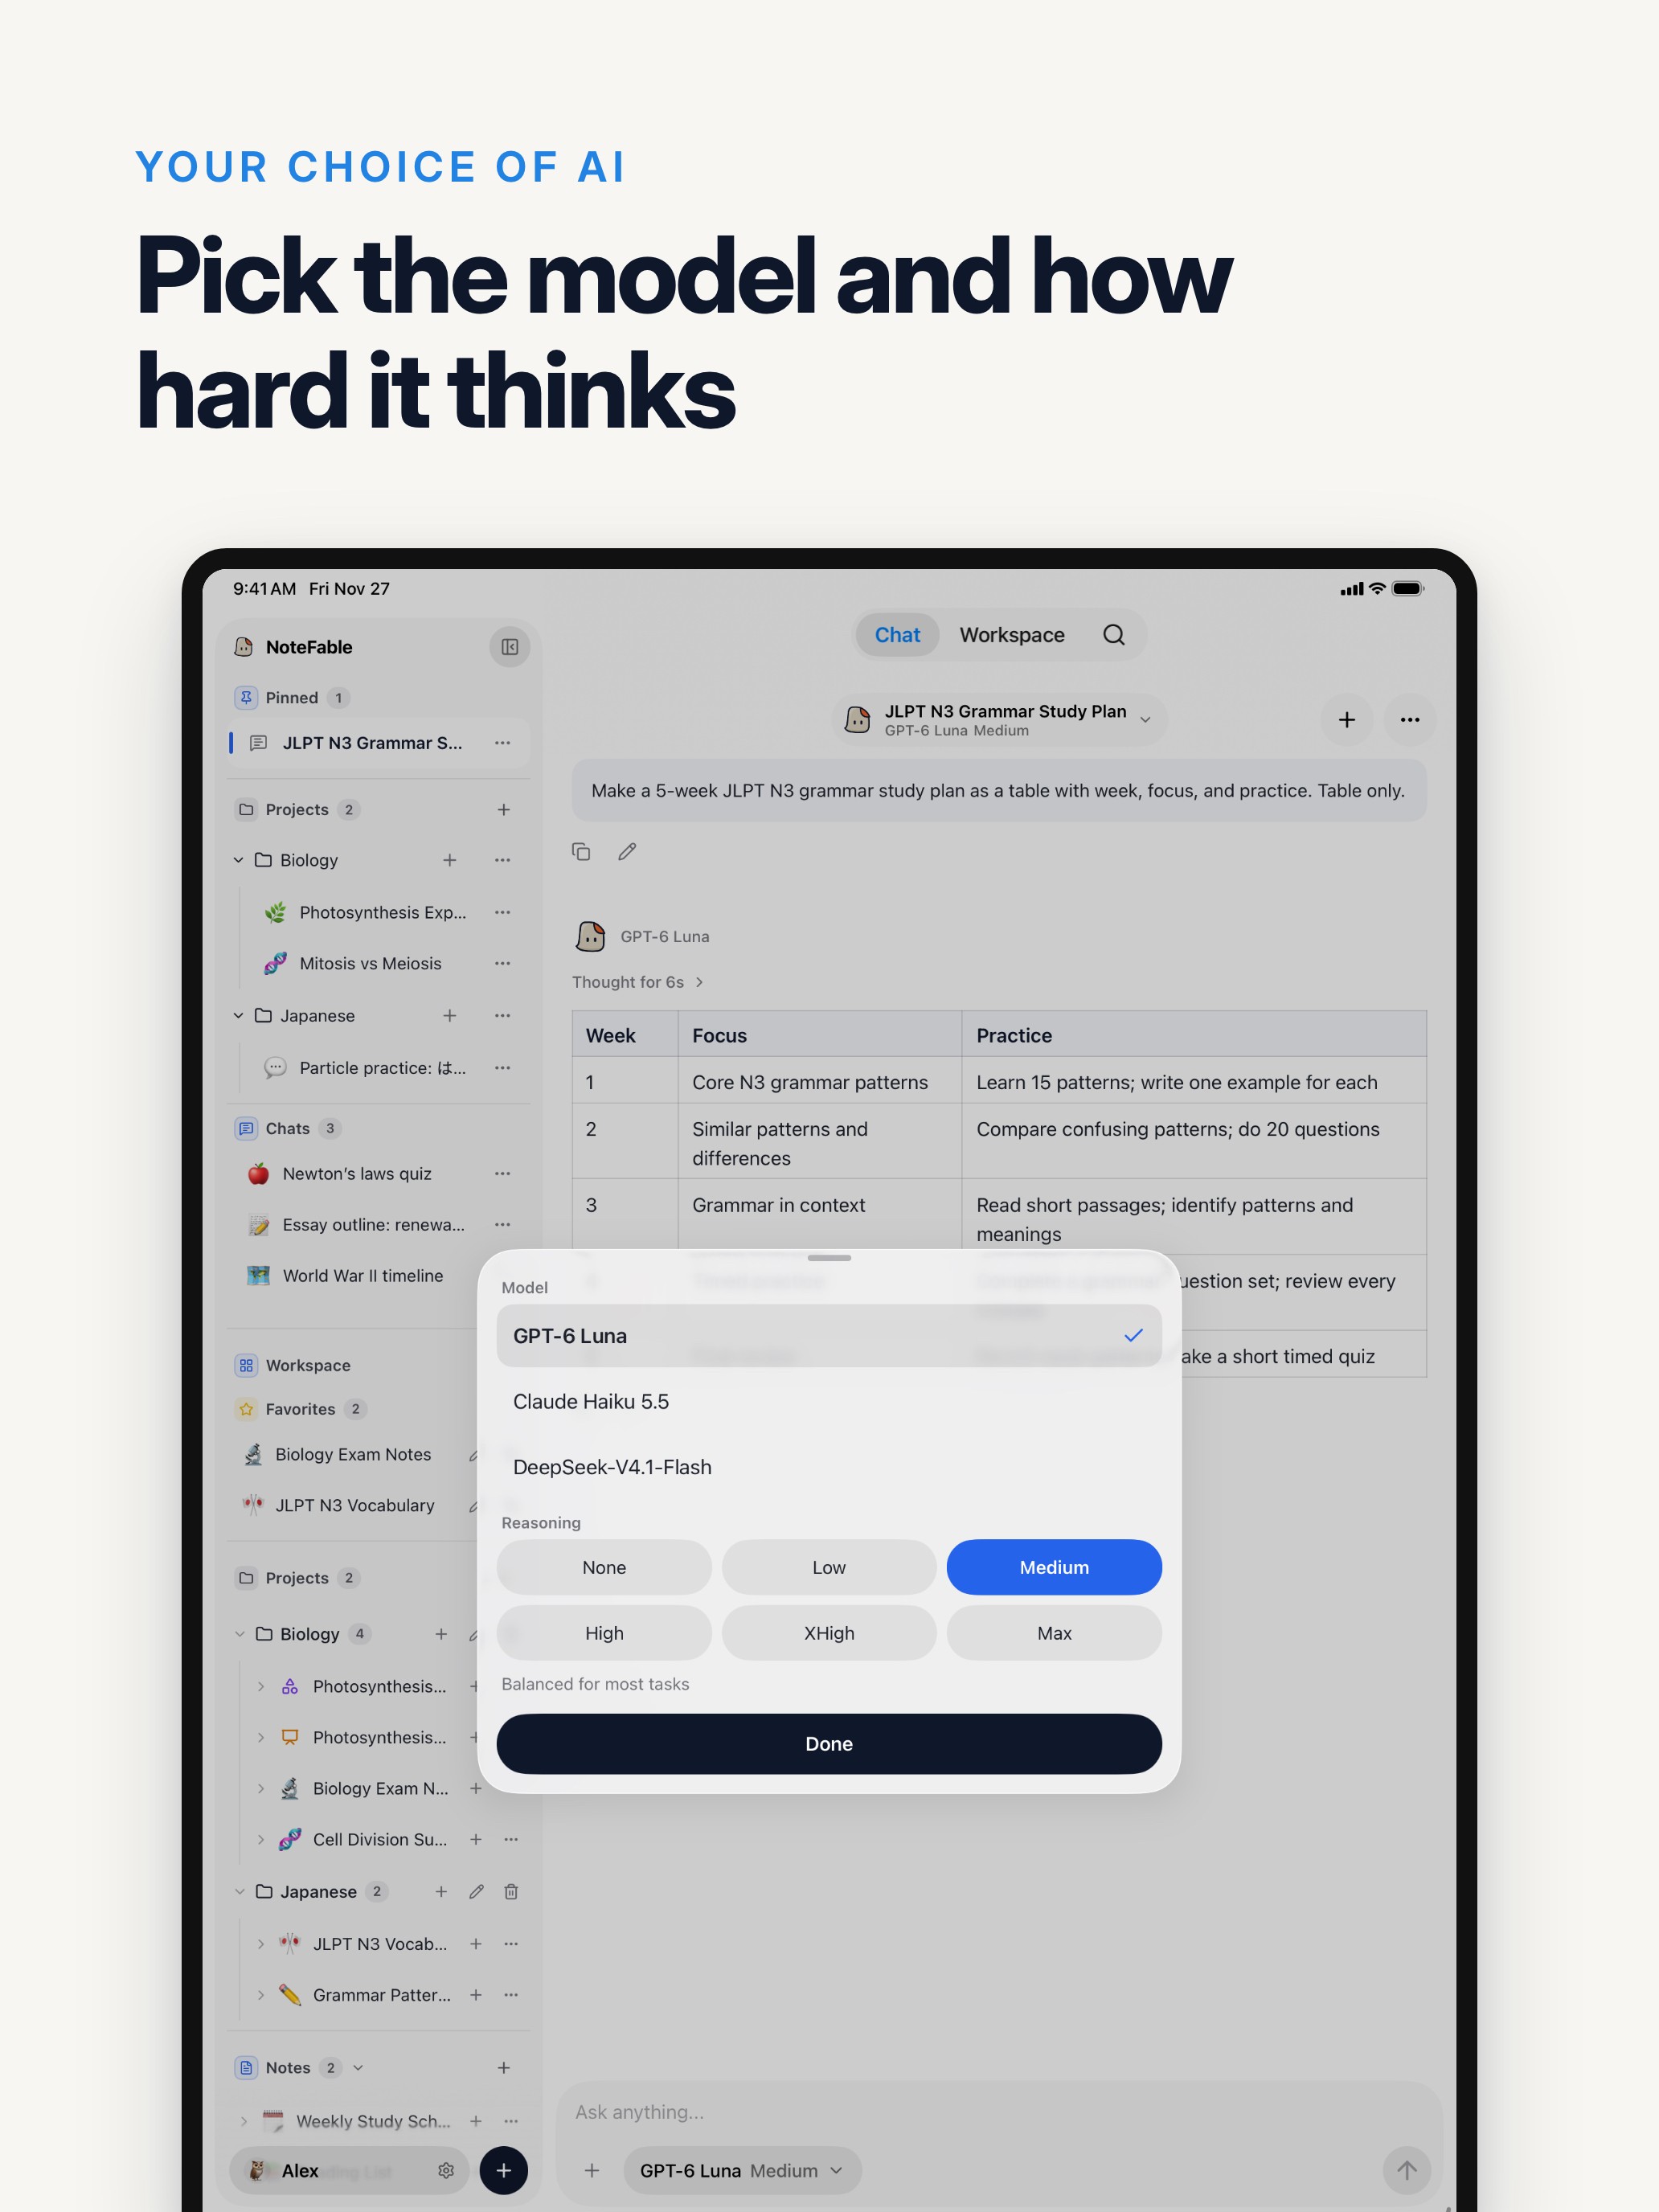 YOUR CHOICE OF AI
Pick the model and how
hard it thinks
9:41 AM Fri Nov 27
NoteFable
Pinned 1
JLPT N3 Grammar S...
Projects 2
Biology
Photosynthesis Exp...
Mitosis vs Meiosis
Japanese
Particle practice: は...
Chats 3
Newton's laws quiz
Essay outline: renewa...
World War II timeline
Workspace
Favorites 2
Biology Exam Notes
JLPT N3 Vocabulary
Projects 2
Biology 4
Photosynthesis...
Photosynthesis...
Biology Exam N...
Cell Division Su...
Japanese 2
JLPT N3 Vocab...
Grammar Patter...
Notes 2
Weekly Study Sch...
Alex
Chat Workspace
JLPT N3 Grammar Study Plan
GPT-6 Luna Medium
Make a 5-week JLPT N3 grammar study plan as a table with week, focus, and practice. Table only.
GPT-6 Luna
Thought for 6s
Week Focus Practice
1 Core N3 grammar patterns Learn 15 patterns; write one example for each
2 Similar patterns and Compare confusing patterns; do 20 questions
differences
3 Grammar in context Read short passages; identify patterns and
meanings
uestion set; review every
ake a short timed quiz
Model
GPT-6 Luna
Claude Haiku 5.5
DeepSeek-V4.1-Flash
Reasoning
None Low Medium
High XHigh Max
Balanced for most tasks
Done
Ask anything...
GPT-6 Luna Medium